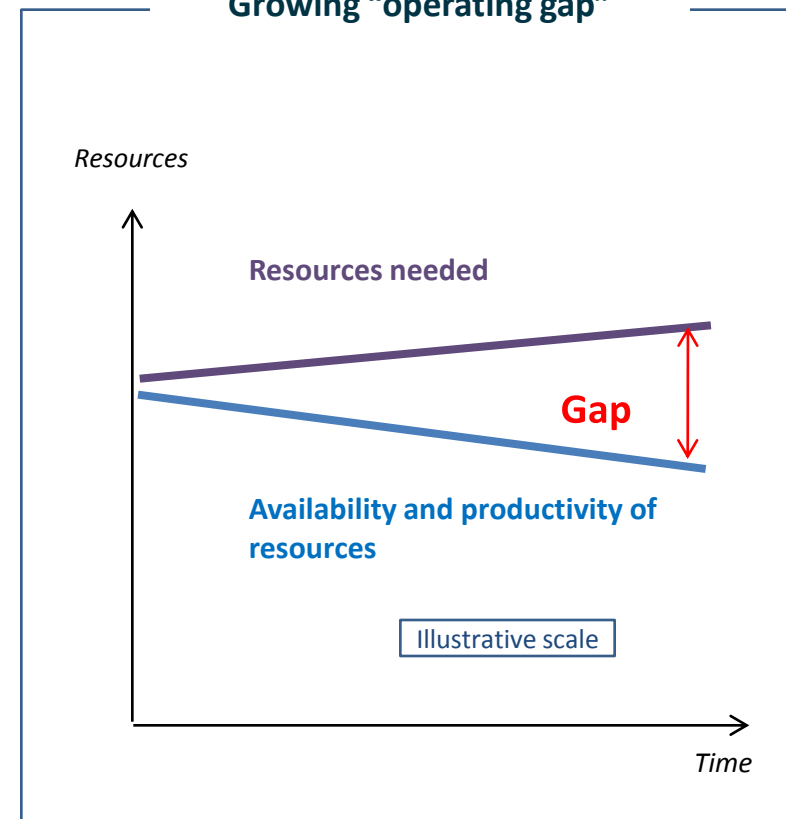 Growing "operating gap"
Resources
Resources needed
Gap
Availability and productivity of
resources
Illustrative scale
Time